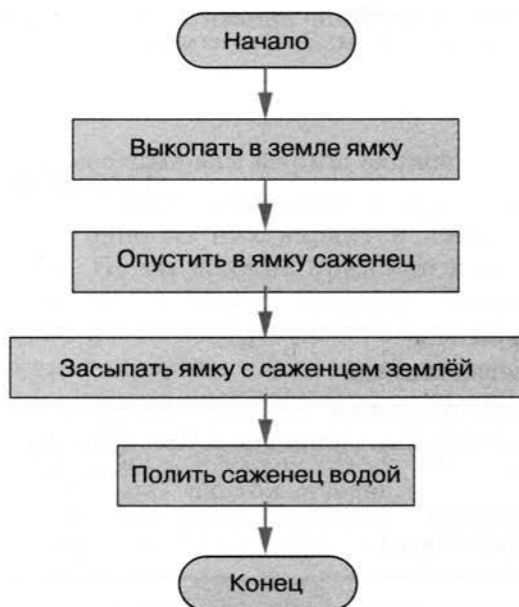 Начало
Выкопать в земле ямку
Опустить в ямку саженец
Засыпать ямку с саженцем землёй
Полить саженец водой
Конец